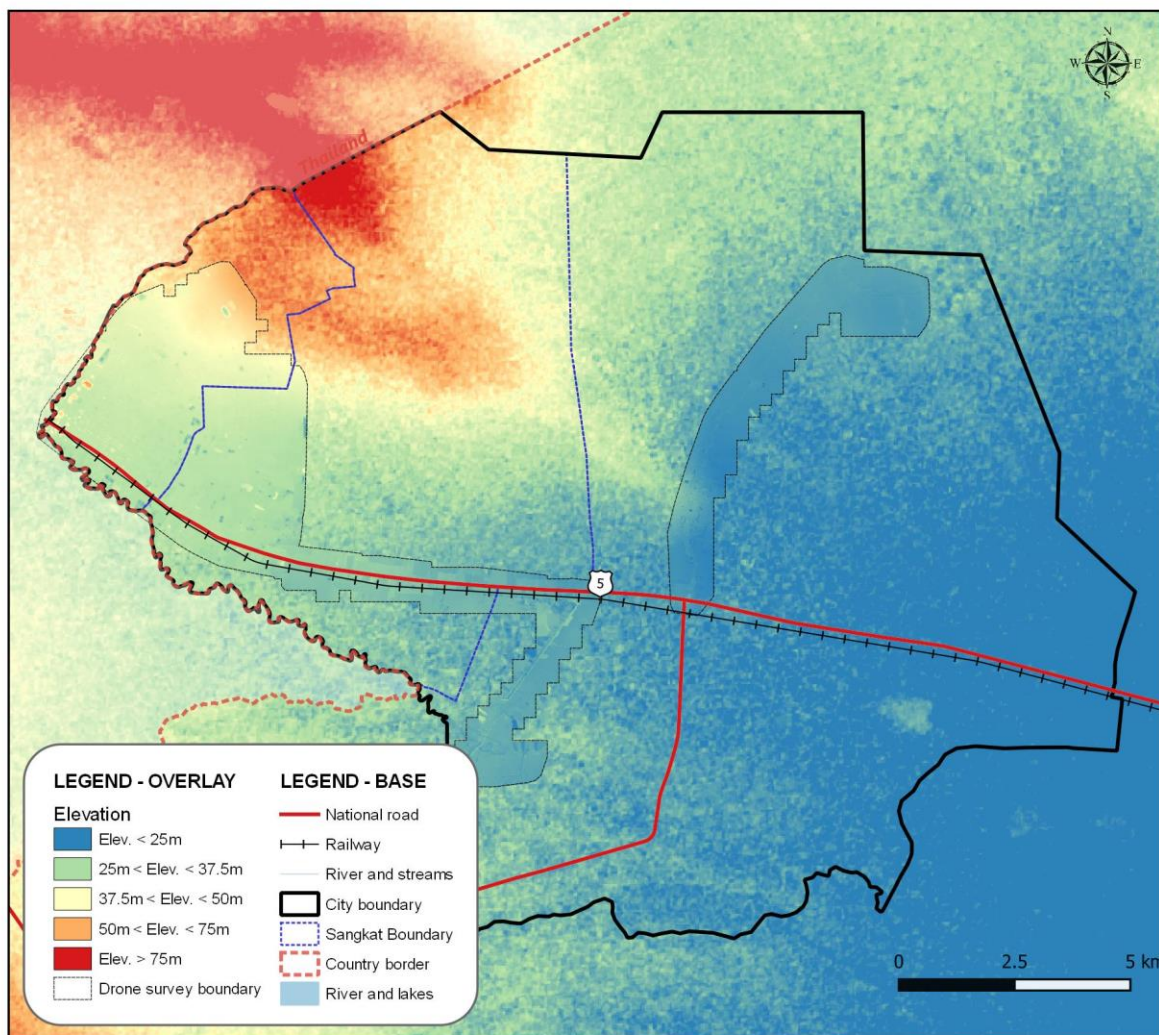 N
W E
S
Thailand
5
LEGEND - OVERLAY
Elevation
Elev. < 25m
25m < Elev. < 37.5m
37.5m < Elev. < 50m
50m < Elev. < 75m
Elev. > 75m
Drone survey boundary
LEGEND - BASE
National road
Railway
River and streams
City boundary
Sangkat Boundary
Country border
River and lakes
0 2.5 5 km